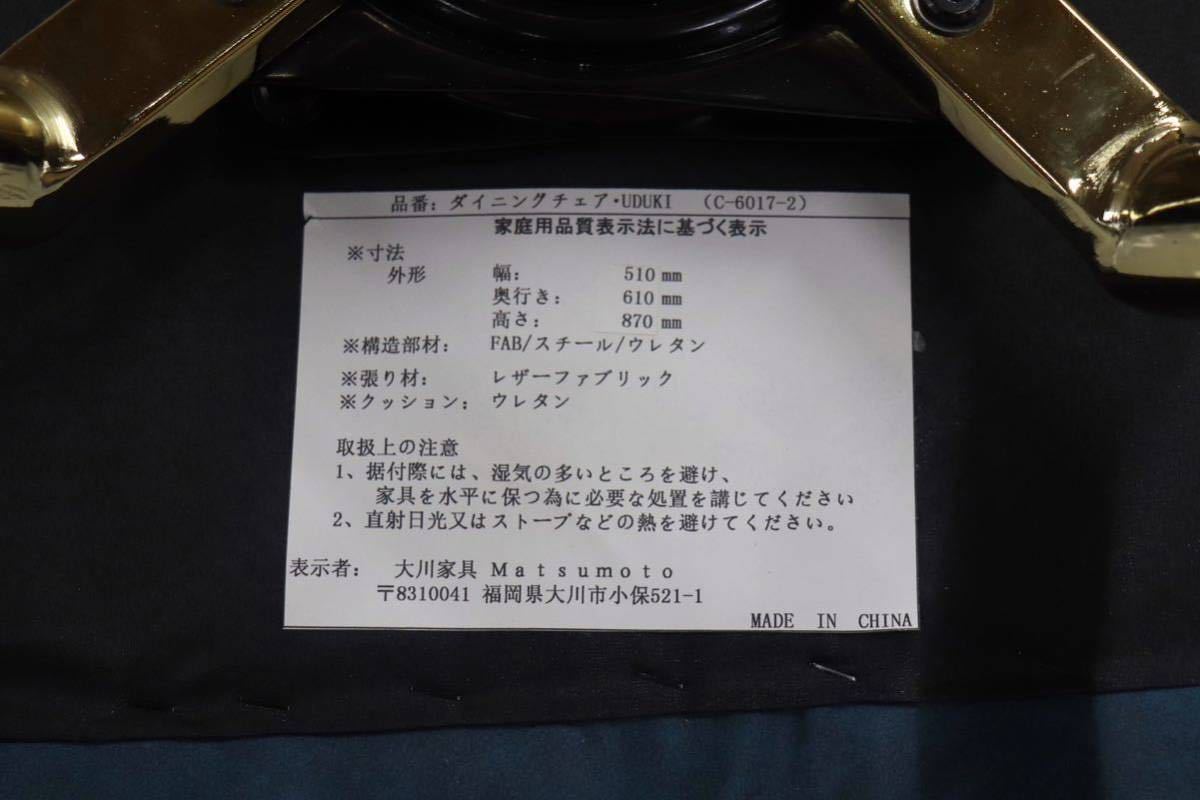 品番: ダイニングチェア・UDUKI (C-6017-2)
家庭用品質表示法に基づく表示
※寸法
外形 幅: 510 mm
奥行き: 610 mm
高さ: 870 mm
※構造部材: FAB/スチール/ウレタン
※張り材: レザーファブリック
※クッション: ウレタン
取扱上の注意
1、据付際には、湿気の多いところを避け、
家具を水平に保つ為に必要な処置を講じてください
2、直射日光又はストーブなどの熱を避けてください。
表示者: 大川家具 Matsumoto
〒8310041 福岡県大川市小保521-1
MADE IN CHINA